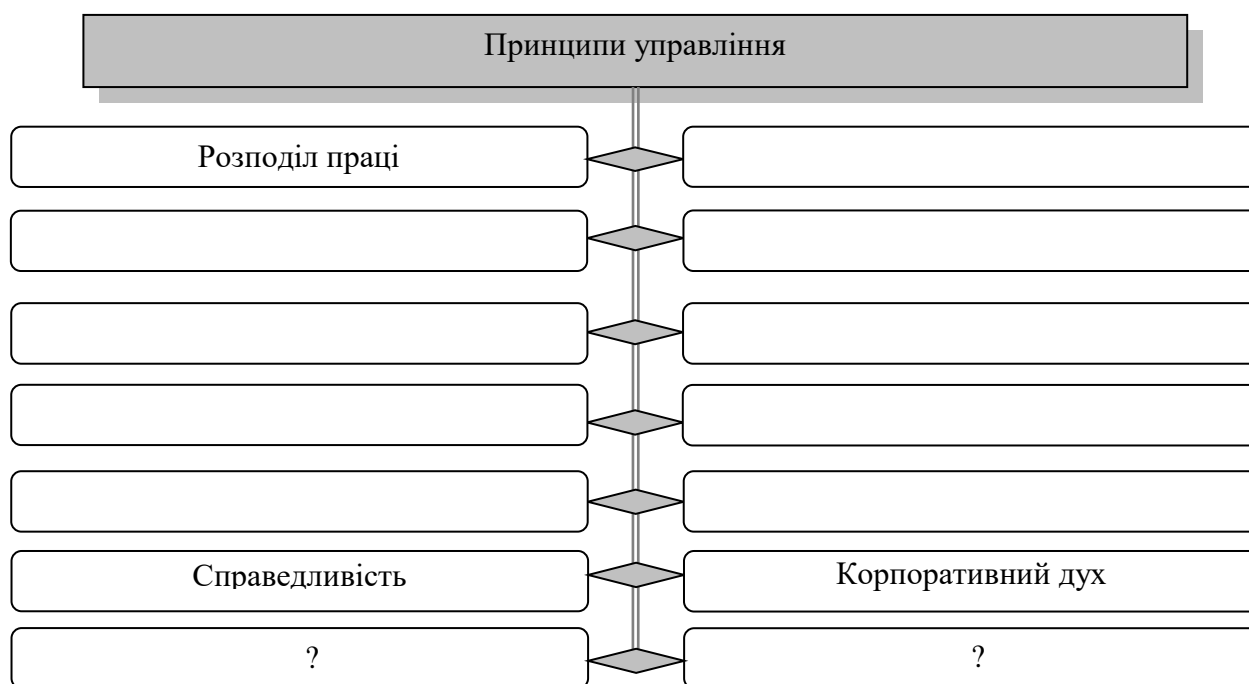 Принципи управління
Розподіл праці
Справедливість
Корпоративний дух
?
?